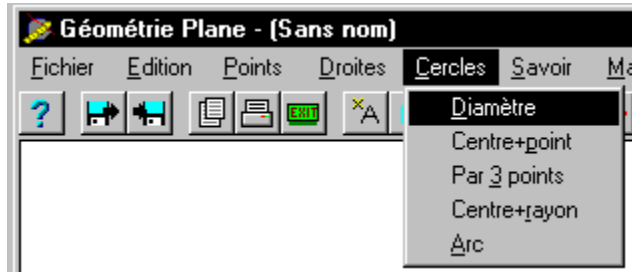 Géométrie Plane - (Sans nom)
Fichier Edition Points Droites Cercles Savoir
? EXIT ×A
Diamètre
Centre+point
Par 3 points
Centre+rayon
Arc